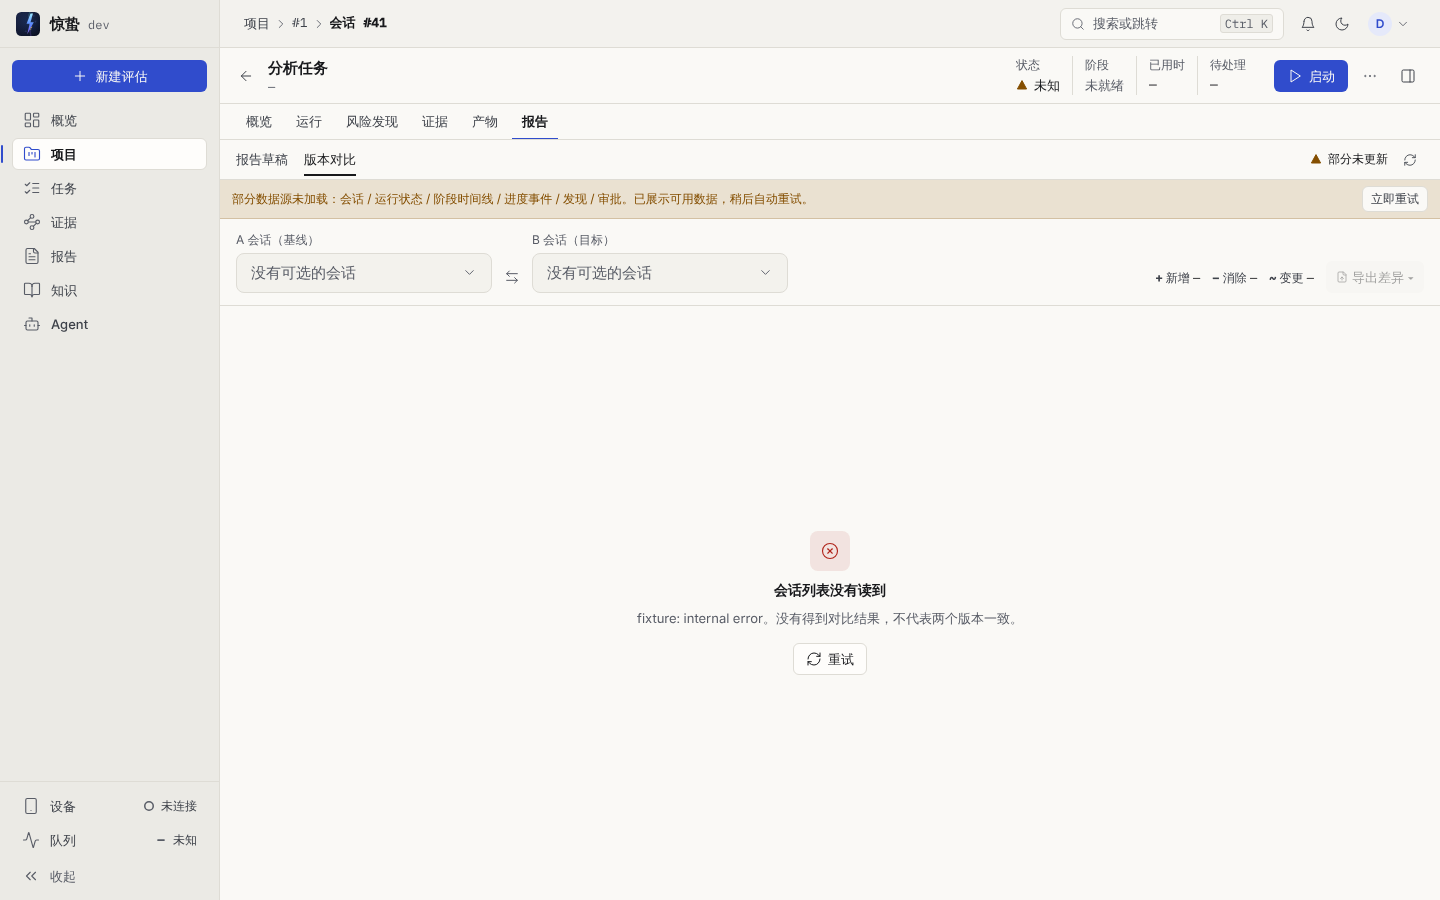 惊蛰 dev
项目 > #1 > 会话 #41
搜索或跳转 Ctrl K
D
新建评估
概览
项目
任务
证据
报告
知识
Agent
设备 未连接
队列 — 未知
收起
分析任务
—
状态 阶段 已用时 待处理
未知 未就绪 — —
启动
概览 运行 风险发现 证据 产物 报告
报告草稿 版本对比
部分未更新
部分数据源未加载：会话 / 运行状态 / 阶段时间线 / 进度事件 / 发现 / 审批。已展示可用数据，稍后自动重试。
立即重试
A 会话（基线） B 会话（目标）
没有可选的会话 没有可选的会话
+ 新增 — − 消除 — ~ 变更 — 导出差异
会话列表没有读到
fixture: internal error。没有得到对比结果，不代表两个版本一致。
重试